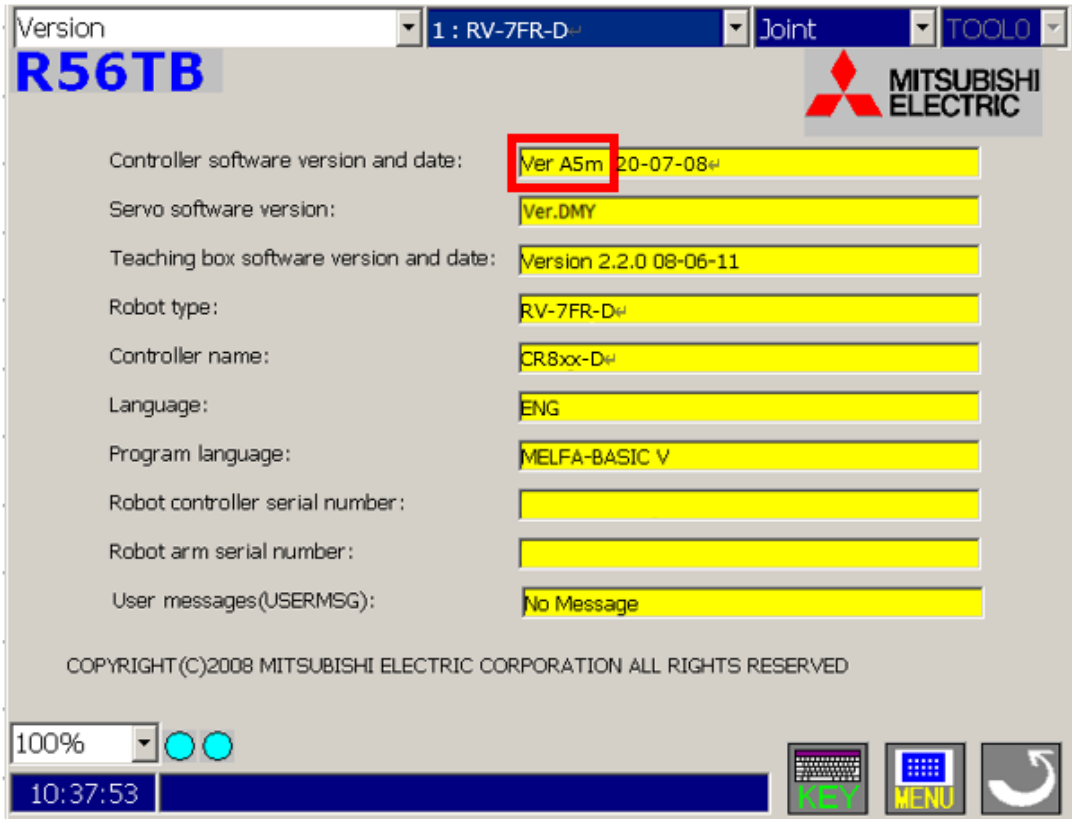 Version 1 : RV-7FR-D Joint TOOL0
R56TB
MITSUBISHI
ELECTRIC
Controller software version and date: Ver A5m 20-07-08
Servo software version: Ver.DMY
Teaching box software version and date: Version 2.2.0 08-06-11
Robot type: RV-7FR-D
Controller name: CR8xx-D
Language: ENG
Program language: MELFA-BASIC V
Robot controller serial number:
Robot arm serial number:
User messages(USERMSG): No Message
COPYRIGHT(C)2008 MITSUBISHI ELECTRIC CORPORATION ALL RIGHTS RESERVED
100%
10:37:53 KEY MENU